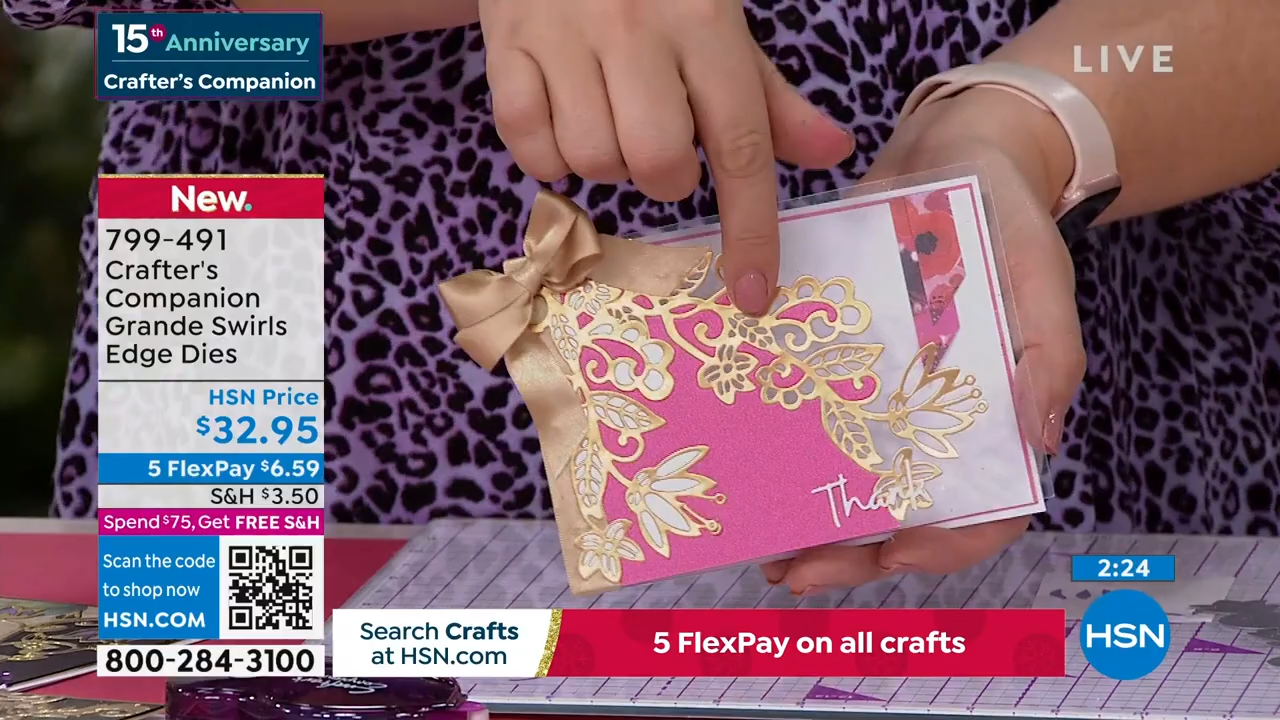 15th Anniversary
Crafter's Companion
LIVE
New.
799-491
Crafter's
Companion
Grande Swirls
Edge Dies
HSN Price
$32.95
5 FlexPay $6.59
S&H $3.50
Spend $75, Get FREE S&H
Scan the code
to shop now
HSN.COM
800-284-3100
Thank
Search Crafts
at HSN.com
5 FlexPay on all crafts
2:24
HSN